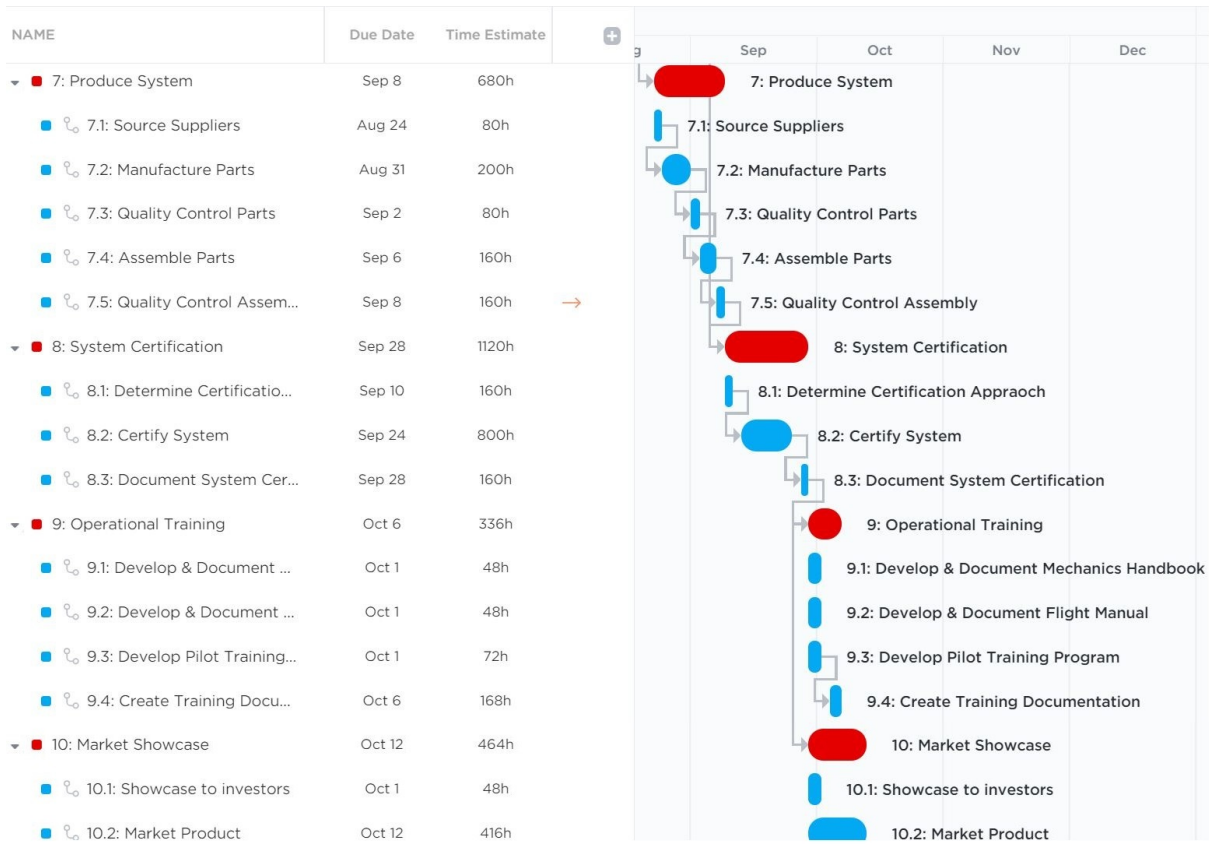 NAME Due Date Time Estimate
g Sep Oct Nov Dec
7: Produce System Sep 8 680h 7: Produce System
7.1: Source Suppliers Aug 24 80h 7.1: Source Suppliers
7.2: Manufacture Parts Aug 31 200h 7.2: Manufacture Parts
7.3: Quality Control Parts Sep 2 80h 7.3: Quality Control Parts
7.4: Assemble Parts Sep 6 160h 7.4: Assemble Parts
7.5: Quality Control Assem... Sep 8 160h → 7.5: Quality Control Assembly
8: System Certification Sep 28 1120h 8: System Certification
8.1: Determine Certificatio... Sep 10 160h 8.1: Determine Certification Appraoch
8.2: Certify System Sep 24 800h 8.2: Certify System
8.3: Document System Cer... Sep 28 160h 8.3: Document System Certification
9: Operational Training Oct 6 336h 9: Operational Training
9.1: Develop & Document ... Oct 1 48h 9.1: Develop & Document Mechanics Handbook
9.2: Develop & Document ... Oct 1 48h 9.2: Develop & Document Flight Manual
9.3: Develop Pilot Training... Oct 1 72h 9.3: Develop Pilot Training Program
9.4: Create Training Docu... Oct 6 168h 9.4: Create Training Documentation
10: Market Showcase Oct 12 464h 10: Market Showcase
10.1: Showcase to investors Oct 1 48h 10.1: Showcase to investors
10.2: Market Product Oct 12 416h 10.2: Market Product